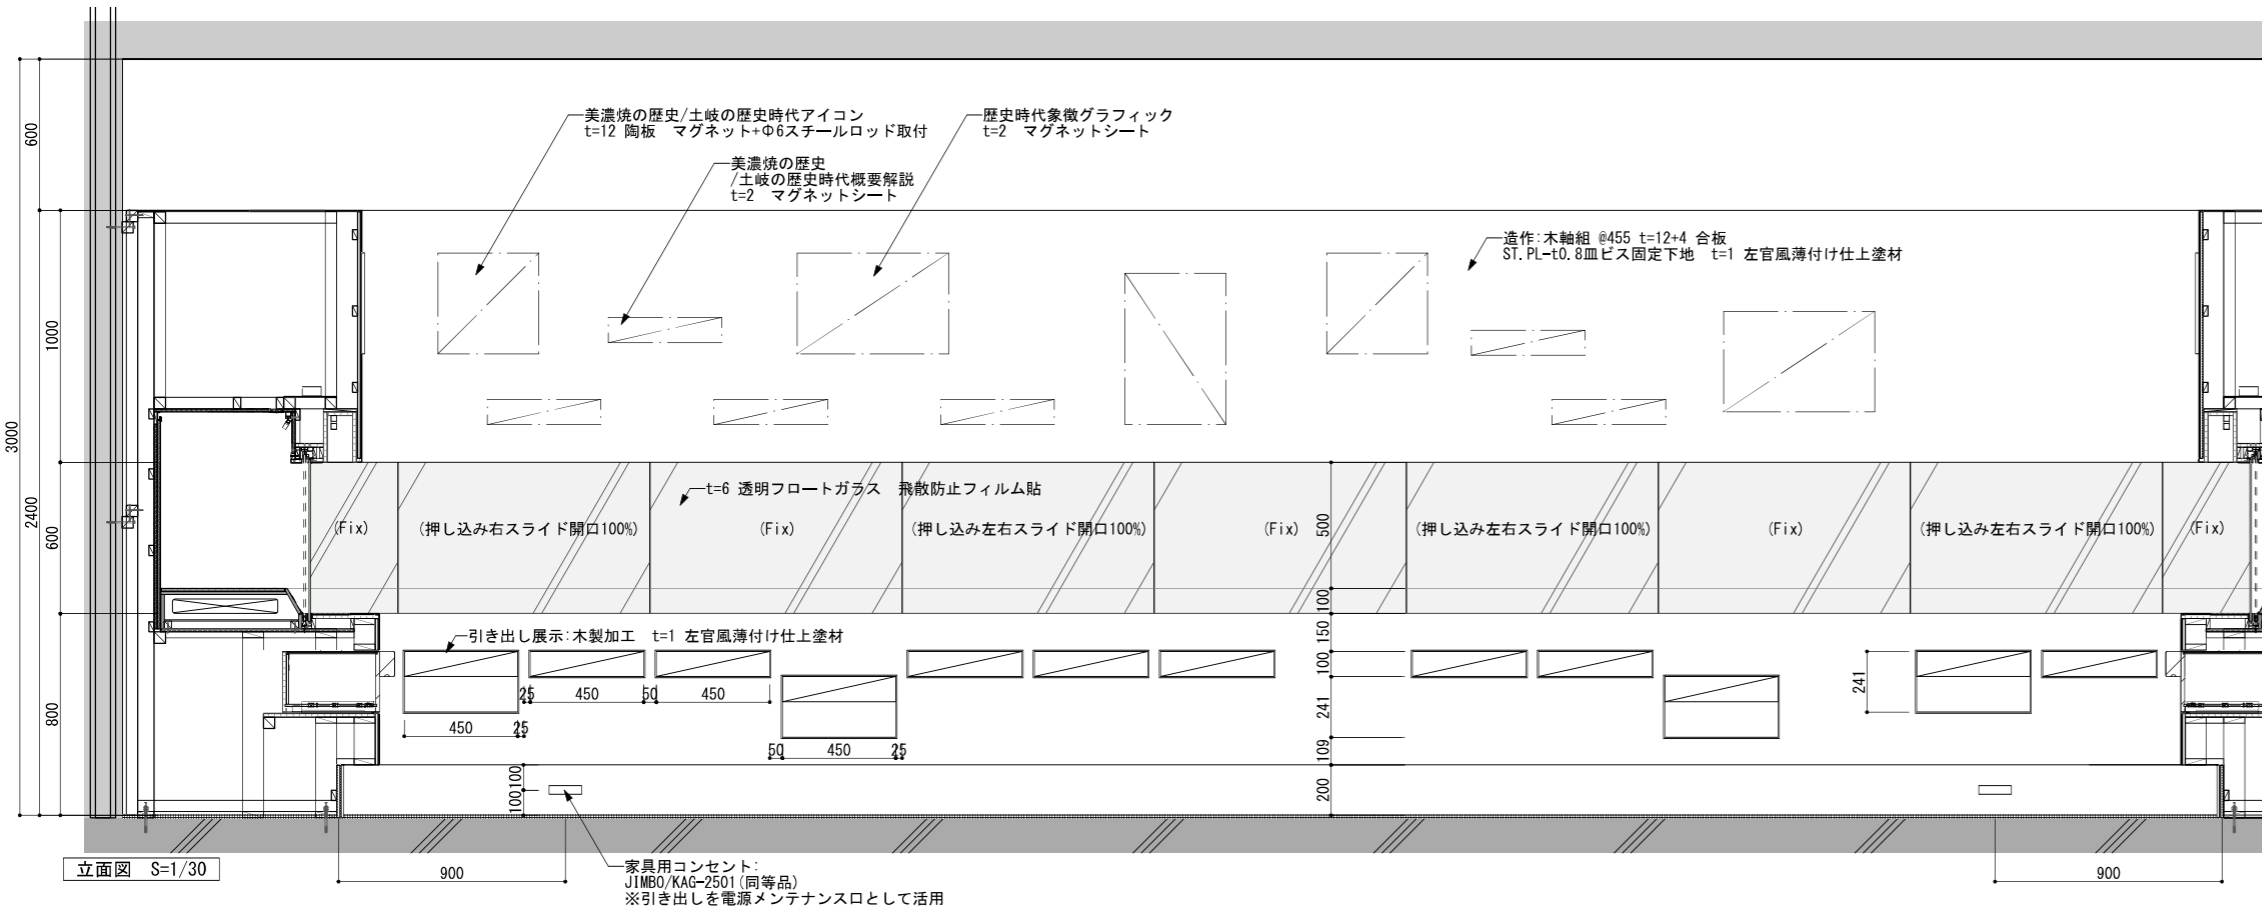 美濃焼の歴史/土岐の歴史時代アイコン
t=12 陶板　マグネット+Φ6スチールロッド取付
歴史時代象徴グラフィック
t=2　マグネットシート
美濃焼の歴史
/土岐の歴史時代概要解説
t=2　マグネットシート
造作:木軸組 @455 t=12+4 合板
ST.PL-t0.8皿ビス固定下地　t=1 左官風薄付け仕上塗材
600
1000
3000
2400
600
800
t=6 透明フロートガラス　飛散防止フィルム貼
(Fix)
(押し込み右スライド開口100%)
(Fix)
(押し込み左右スライド開口100%)
(Fix)
500
(押し込み左右スライド開口100%)
(Fix)
(押し込み左右スライド開口100%)
(Fix)
100
150
100
241
109
200
引き出し展示:木製加工　t=1 左官風薄付け仕上塗材
25
450
50
450
450
25
50
450
25
241
100
100
900
900
立面図　S=1/30
家具用コンセント:
JIMBO/KAG-2501(同等品)
※引き出しを電源メンテナンス口として活用